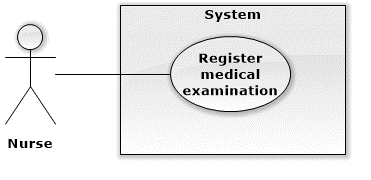 System
Register
medical
examination
Nurse